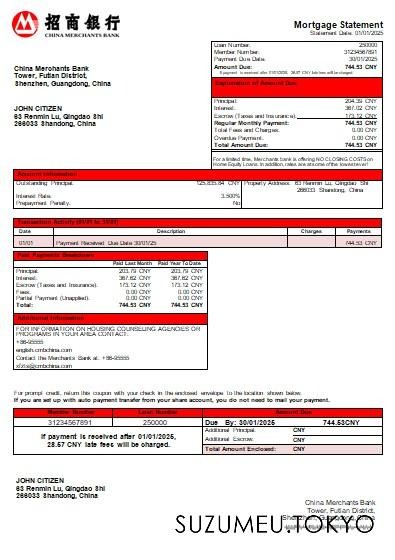 招商银行
CHINA MERCHANTS BANK
Mortgage Statement
Statement Date: 01/01/2025
Loan Number: 250000
Member Number: 31234567891
Payment Due Date: 30/01/2025
Amount Due: 744.53 CNY
If payment is received after 01/01/2025, 28.57 CNY late fee will be charged.
China Merchants Bank
Tower, Futian District,
Shenzhen, Guangdong, China
Explanation of Amount Due
Principal: 204.39 CNY
Interest: 367.02 CNY
Escrow (Taxes and Insurance): 173.12 CNY
Regular Monthly Payment: 744.53 CNY
Total Fees and Charges: 0.00 CNY
Overdue Payment: 0.00 CNY
Total Amount Due: 744.53 CNY
JOHN CITIZEN
63 Renmin Lu, Qingdao Shi
266033 Shandong, China
For a limited time, Merchants bank is offering NO CLOSING COSTS on
Home Equity Loans. In addition, rates are at some of the lowest ever!
Account Information
Outstanding Principal: 125,835.84 CNY
Interest Rate: 3.500%
Prepayment Penalty: No
Property Address: 63 Renmin Lu, Qingdao Shi
266033 Shandong, China
Transaction Activity (01/01 to 30/01)
Date Description Charges Payments
01/01 Payment Received Due Date 30/01/25 744.53 CNY
Past Payments Breakdown
Paid Last Month Paid Year To Date
Principal: 203.79 CNY 203.79 CNY
Interest: 367.62 CNY 367.62 CNY
Escrow (Taxes and Insurance): 173.12 CNY 173.12 CNY
Fees: 0.00 CNY 0.00 CNY
Partial Payment (Unapplied): 0.00 CNY 0.00 CNY
Total: 744.53 CNY 744.53 CNY
Additional Information
FOR INFORMATION ON HOUSING COUNSELING AGENCIES OR
PROGRAMS IN YOUR AREA CONTACT:
+86-95555
english.cmbchina.com
Contact the Merchants Bank at: +86-95555
@cmbchina.com
For prompt credit, return this coupon with your check in the enclosed envelope to the location shown below.
If you are set up with auto payment transfer from your share account, you do not need to mail your payment.
Member Number Loan Number Amount Due
31234567891 250000 Due By: 30/01/2025 744.53CNY
If payment is received after 01/01/2025,
28.57 CNY late fees will be charged.
Additional Principal: CNY
Additional Escrow: CNY
Total Amount Enclosed: CNY
JOHN CITIZEN
63 Renmin Lu, Qingdao Shi
266033 Shandong, China
China Merchants Bank
Tower, Futian District,
Shenzhen, Guangdong, China
SUZUMEU.TOKYO